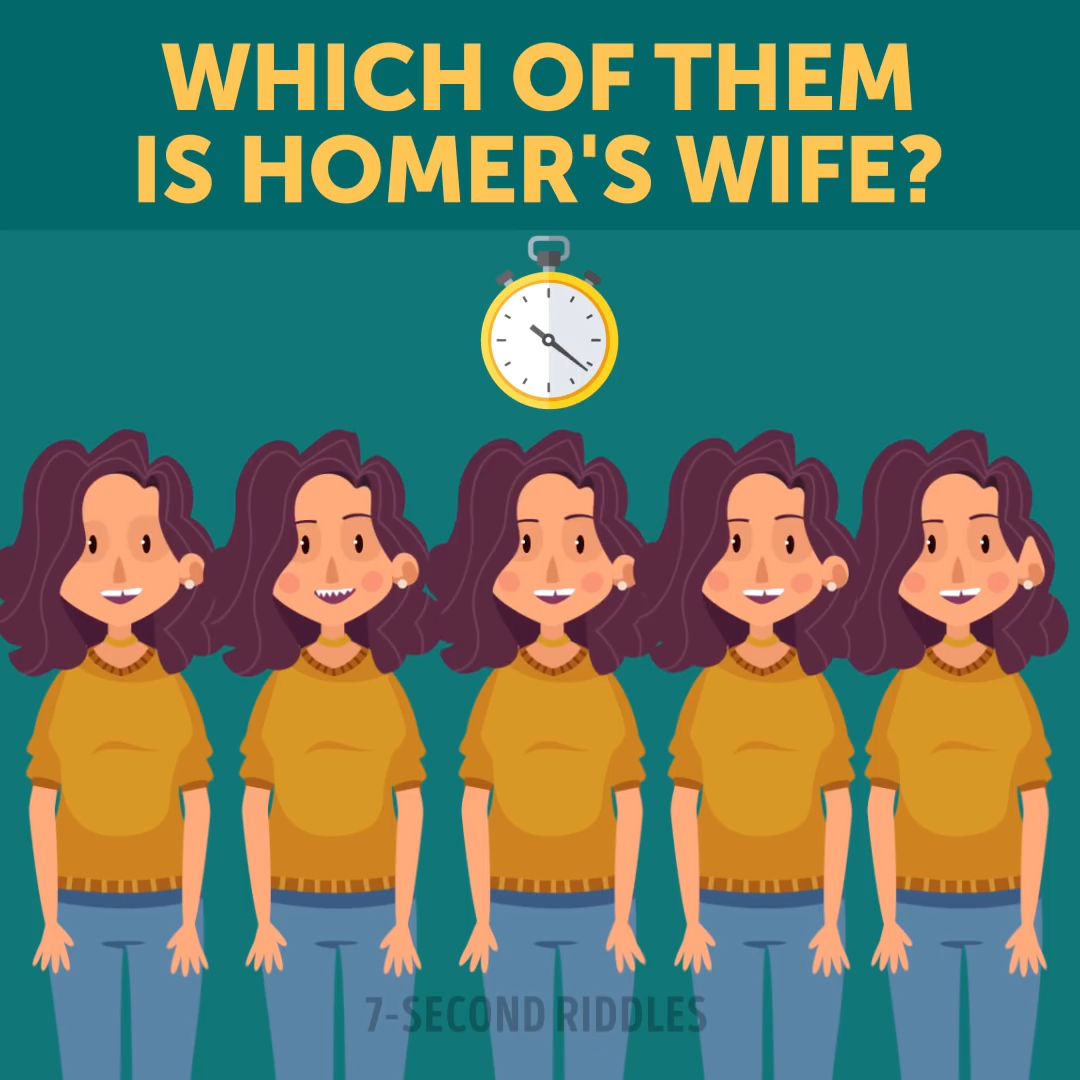 WHICH OF THEM
IS HOMER'S WIFE?
7-SECOND RIDDLES